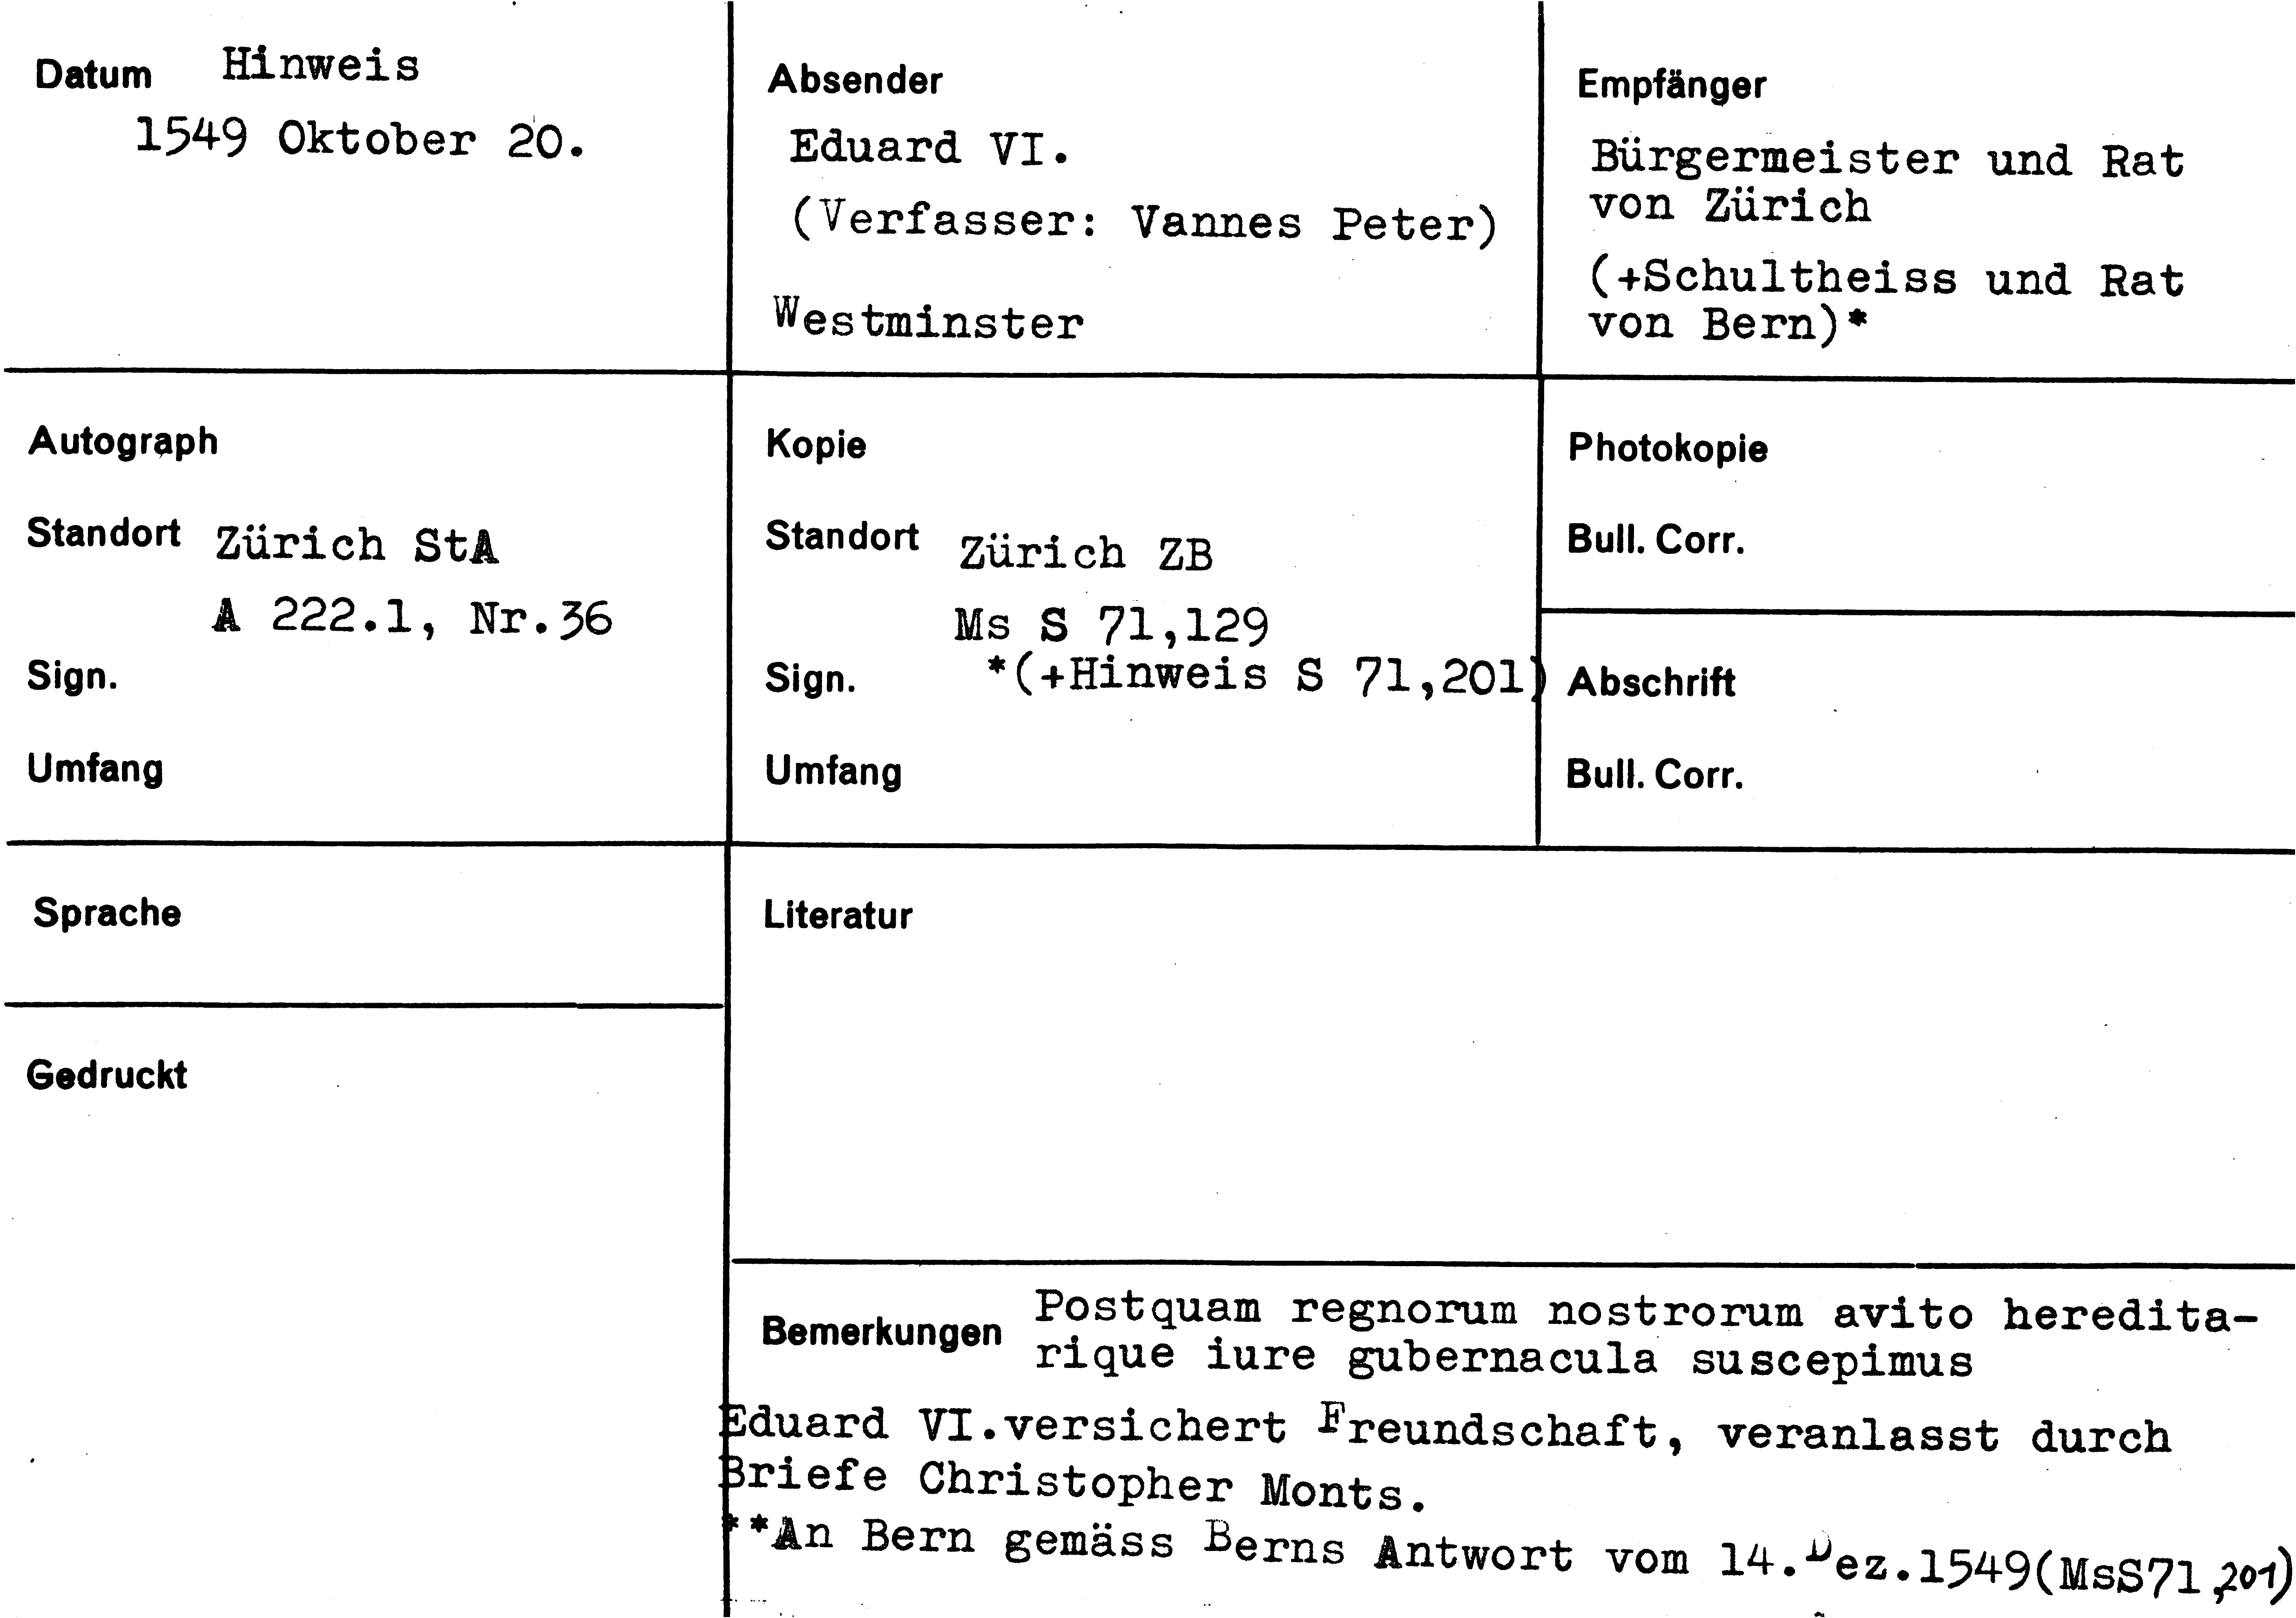 Datum Hinweis
1549 Oktober 20.
Absender
Eduard VI.
(Verfasser: Vannes Peter)
Westminster
Empfänger
Bürgermeister und Rat
von Zürich
(+Schultheiss und Rat
von Bern)*
Autograph
Standort Zürich StA
A 222.1, Nr.36
Sign.
Umfang
Kopie
Standort Zürich ZB
Ms S 71,129
Sign. *(+Hinweis S 71,201)
Umfang
Photokopie
Bull. Corr.
Abschrift
Bull. Corr.
Sprache
Gedruckt
Literatur
Bemerkungen Postquam regnorum nostrorum avito heredita-
rique iure gubernacula suscepimus
Eduard VI.versichert Freundschaft, veranlasst durch
Briefe Christopher Monts.
**An Bern gemäss Berns Antwort vom 14.Dez.1549(MsS71,201)